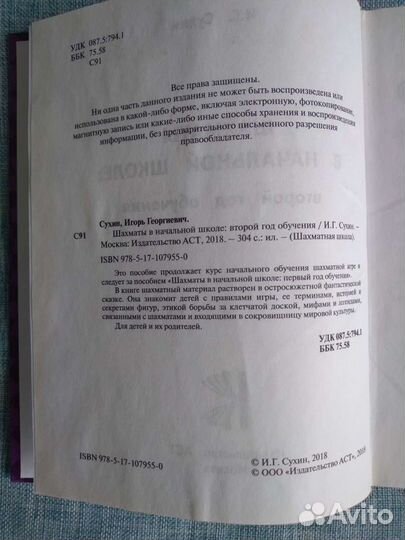 УДК 087.5:794.1
ББК 75.58
С91
Все права защищены.
Ни одна часть данного издания не может быть воспроизведена или
использована в какой-либо форме, включая электронную, фотокопирование,
магнитную запись или какие-либо иные способы хранения и воспроизведения
информации, без предварительного письменного разрешения
правообладателя.
Сухин, Игорь Георгиевич.
С91 Шахматы в начальной школе: второй год обучения / И.Г. Сухин. –
Москва: Издательство АСТ, 2018. – 304 с.: ил. – (Шахматная школа).
ISBN 978-5-17-107955-0
Это пособие продолжает курс начального обучения шахматной игре и
следует за пособием «Шахматы в начальной школе: первый год обучения».
В книге шахматный материал растворен в остросюжетной фантастической
сказке. Она знакомит детей с правилами игры, ее терминами, историей и
секретами фигур, этикой борьбы за клетчатой доской, мифами и легендами,
связанными с шахматами и входящими в сокровищницу мировой культуры.
Для детей и их родителей.
УДК 087.5:794.1
ББК 75.58
ISBN 978-5-17-107955-0
© И.Г. Сухин, 2018
© ООО «Издательство АСТ», 2018
Avito